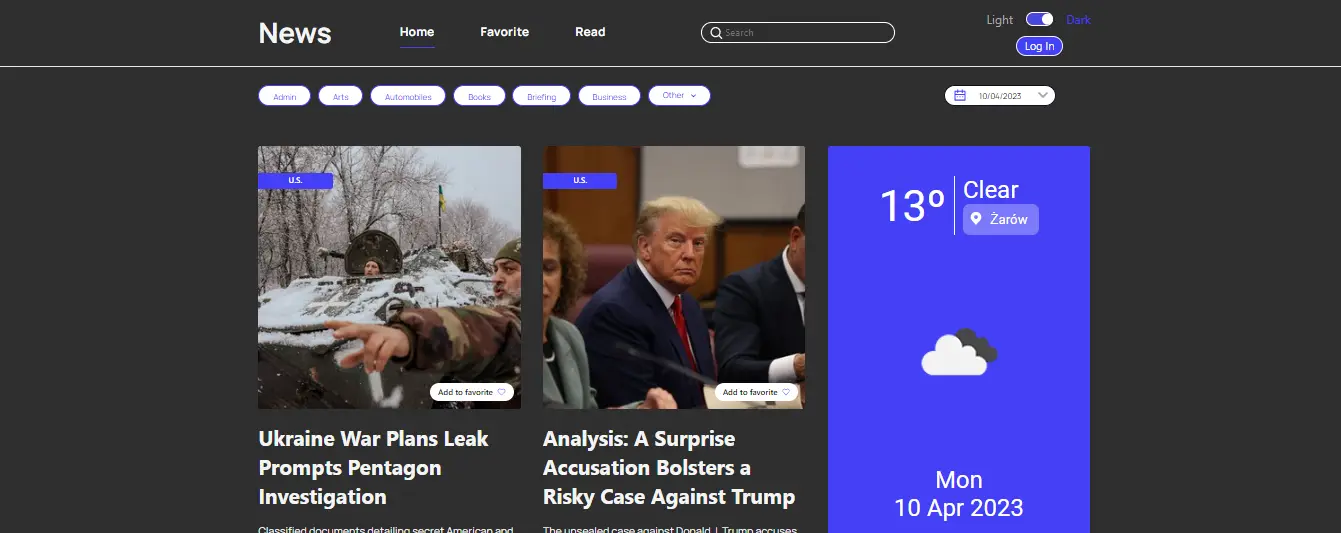 News
Home
Favorite
Read
Search
Light
Dark
Log In
Admin
Arts
Automobiles
Books
Briefing
Business
Other
10/04/2023
U.S.
Add to favorite
Ukraine War Plans Leak
Prompts Pentagon
Investigation
Classified documents detailing secret American and
U.S.
Add to favorite
Analysis: A Surprise
Accusation Bolsters a
Risky Case Against Trump
The unsealed case against Donald J. Trump accuses
13º
Clear
Żarów
Mon
10 Apr 2023